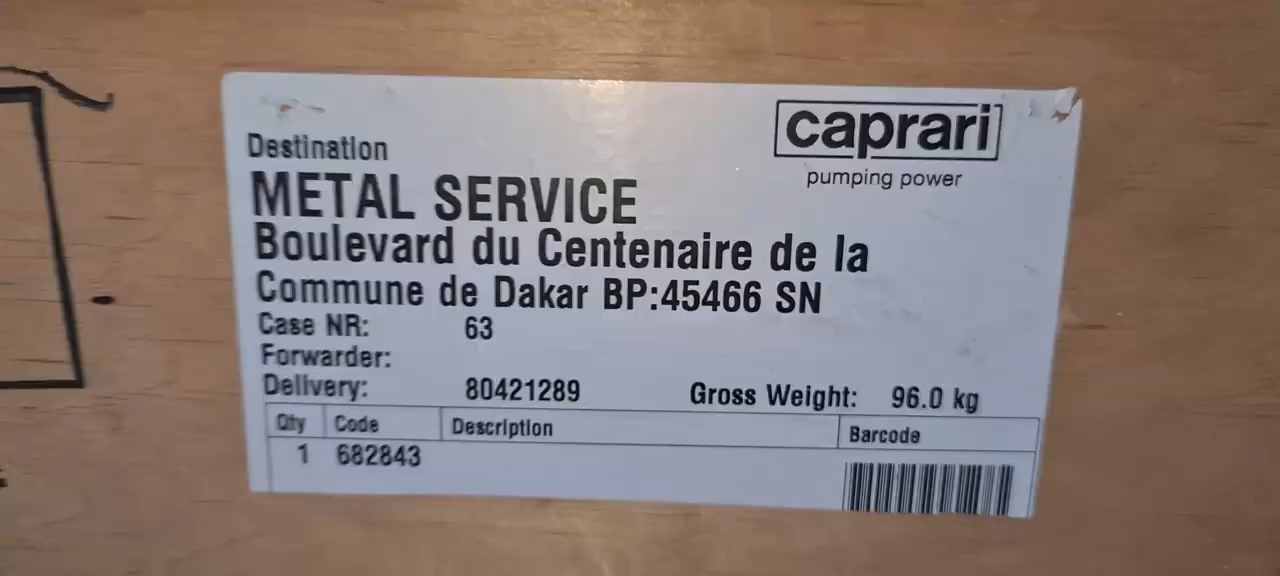 caprari
pumping power
Destination
METAL SERVICE
Boulevard du Centenaire de la
Commune de Dakar BP:45466 SN
Case NR: 63
Forwarder:
Delivery: 80421289 Gross Weight: 96.0 kg
Qty Code Description Barcode
1 682843